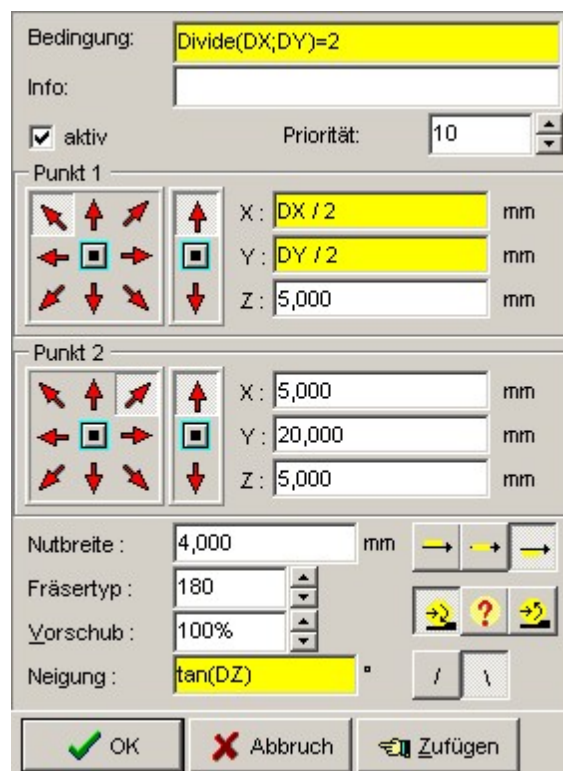 Bedingung: Divide(DX;DY)=2
Info:
aktiv Priorität: 10
Punkt 1
X : DX / 2 mm
Y : DY / 2 mm
Z : 5,000 mm
Punkt 2
X : 5,000 mm
Y : 20,000 mm
Z : 5,000 mm
Nutbreite : 4,000 mm
Fräsertyp : 180
Vorschub : 100%
Neigung : tan(DZ) ° / \
OK Abbruch Zufügen